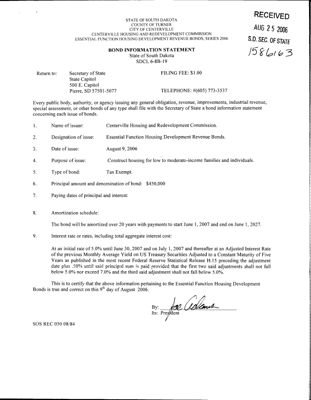 RECEIVED
AUG 25 2006
S.D. SEC. OF STATE
1586163
STATE OF SOUTH DAKOTA
COUNTY OF TURNER
CITY OF CENTERVILLE
CENTERVILLE HOUSING AND REDEVELOPMENT COMMISSION
ESSENTIAL FUNCTION HOUSING DEVELOPMENT REVENUE BONDS, SERIES 2006
BOND INFORMATION STATEMENT
State of South Dakota
SDCL 6-8B-19
Return to: Secretary of State FILING FEE: $1.00
State Capitol
500 E. Capitol
Pierre, SD 57501-5077 TELEPHONE: #(605) 773-3537
Every public body, authority, or agency issuing any general obligation, revenue, improvements, industrial revenue,
special assessment, or other bonds of any type shall file with the Secretary of State a bond information statement
concerning each issue of bonds.
1. Name of issuer: Centerville Housing and Redevelopment Commission.
2. Designation of issue: Essential Function Housing Development Revenue Bonds.
3. Date of issue: August 9, 2006
4. Purpose of issue: Construct housing for low to moderate-income families and individuals.
5. Type of bond: Tax Exempt.
6. Principal amount and denomination of bond: $450,000
7. Paying dates of principal and interest:
8. Amortization schedule:
The bond will be amortized over 20 years with payments to start June 1, 2007 and end on June 1, 2027.
9. Interest rate or rates, including total aggregate interest cost:
At an initial rate of 5.0% until June 30, 2007 and on July 1, 2007 and thereafter at an Adjusted Interest Rate
of the previous Monthly Average Yield on US Treasury Securities Adjusted to a Constant Maturity of Five
Years as published in the most recent Federal Reserve Statistical Release H.15 preceding the adjustment
date plus .50% until said principal sum is paid provided that the first two said adjustments shall not fall
below 5.0% nor exceed 7.0% and the third said adjustment shall not fall below 5.0%.
This is to certify that the above information pertaining to the Essential Function Housing Development
Bonds is true and correct on this 9th day of August 2006.
By: Joe Adams
Its: President
SOS REC 050 08/84